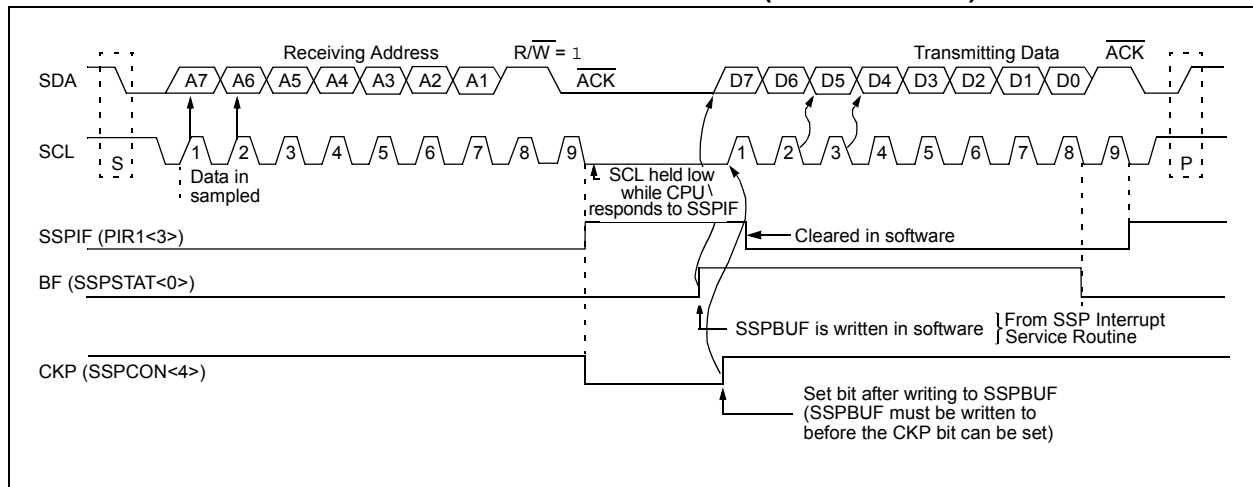 Receiving Address R/W = 1 Transmitting Data ACK
SDA A7 A6 A5 A4 A3 A2 A1 ACK D7 D6 D5 D4 D3 D2 D1 D0
SCL S 1 2 3 4 5 6 7 8 9 1 2 3 4 5 6 7 8 9 P
Data in
sampled
SCL held low
while CPU
responds to SSPIF
SSPIF (PIR1<3>)
Cleared in software
BF (SSPSTAT<0>)
SSPBUF is written in software
From SSP Interrupt
Service Routine
CKP (SSPCON<4>)
Set bit after writing to SSPBUF
(SSPBUF must be written to
before the CKP bit can be set)